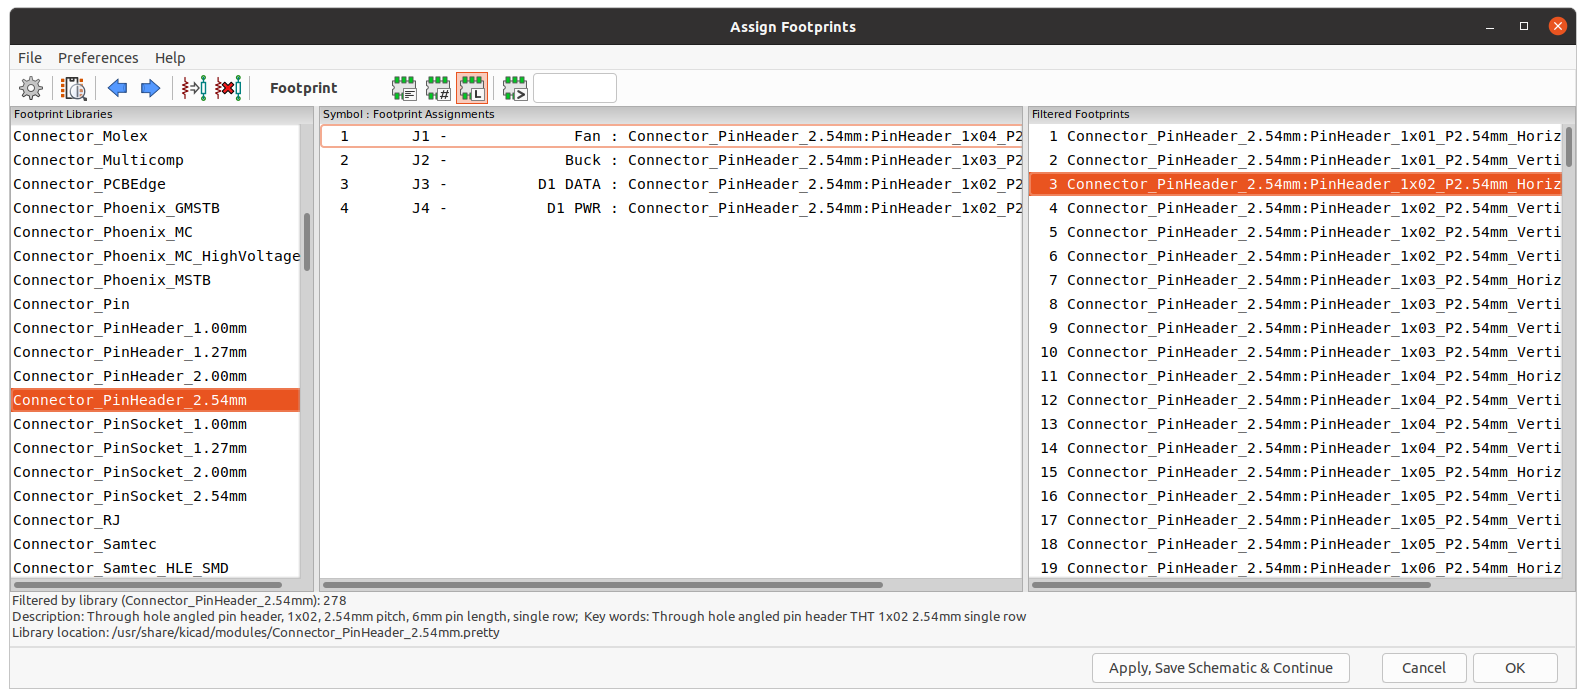 Assign Footprints
File Preferences Help
Footprint
Footprint Libraries
Connector_Molex
Connector_Multicomp
Connector_PCBEdge
Connector_Phoenix_GMSTB
Connector_Phoenix_MC
Connector_Phoenix_MC_HighVoltage
Connector_Phoenix_MSTB
Connector_Pin
Connector_PinHeader_1.00mm
Connector_PinHeader_1.27mm
Connector_PinHeader_2.00mm
Connector_PinHeader_2.54mm
Connector_PinSocket_1.00mm
Connector_PinSocket_1.27mm
Connector_PinSocket_2.00mm
Connector_PinSocket_2.54mm
Connector_RJ
Connector_Samtec
Connector_Samtec_HLE_SMD
Symbol : Footprint Assignments
1 J1 - Fan : Connector_PinHeader_2.54mm:PinHeader_1x04_P2
2 J2 - Buck : Connector_PinHeader_2.54mm:PinHeader_1x03_P2
3 J3 - D1 DATA : Connector_PinHeader_2.54mm:PinHeader_1x02_P2
4 J4 - D1 PWR : Connector_PinHeader_2.54mm:PinHeader_1x02_P2
Filtered Footprints
1 Connector_PinHeader_2.54mm:PinHeader_1x01_P2.54mm_Horiz
2 Connector_PinHeader_2.54mm:PinHeader_1x01_P2.54mm_Verti
3 Connector_PinHeader_2.54mm:PinHeader_1x02_P2.54mm_Horiz
4 Connector_PinHeader_2.54mm:PinHeader_1x02_P2.54mm_Verti
5 Connector_PinHeader_2.54mm:PinHeader_1x02_P2.54mm_Verti
6 Connector_PinHeader_2.54mm:PinHeader_1x02_P2.54mm_Verti
7 Connector_PinHeader_2.54mm:PinHeader_1x03_P2.54mm_Horiz
8 Connector_PinHeader_2.54mm:PinHeader_1x03_P2.54mm_Verti
9 Connector_PinHeader_2.54mm:PinHeader_1x03_P2.54mm_Verti
10 Connector_PinHeader_2.54mm:PinHeader_1x03_P2.54mm_Verti
11 Connector_PinHeader_2.54mm:PinHeader_1x04_P2.54mm_Horiz
12 Connector_PinHeader_2.54mm:PinHeader_1x04_P2.54mm_Verti
13 Connector_PinHeader_2.54mm:PinHeader_1x04_P2.54mm_Verti
14 Connector_PinHeader_2.54mm:PinHeader_1x04_P2.54mm_Verti
15 Connector_PinHeader_2.54mm:PinHeader_1x05_P2.54mm_Horiz
16 Connector_PinHeader_2.54mm:PinHeader_1x05_P2.54mm_Verti
17 Connector_PinHeader_2.54mm:PinHeader_1x05_P2.54mm_Verti
18 Connector_PinHeader_2.54mm:PinHeader_1x05_P2.54mm_Verti
19 Connector_PinHeader_2.54mm:PinHeader_1x06_P2.54mm_Horiz
Filtered by library (Connector_PinHeader_2.54mm): 278
Description: Through hole angled pin header, 1x02, 2.54mm pitch, 6mm pin length, single row; Key words: Through hole angled pin header THT 1x02 2.54mm single row
Library location: /usr/share/kicad/modules/Connector_PinHeader_2.54mm.pretty
Apply, Save Schematic & Continue Cancel OK